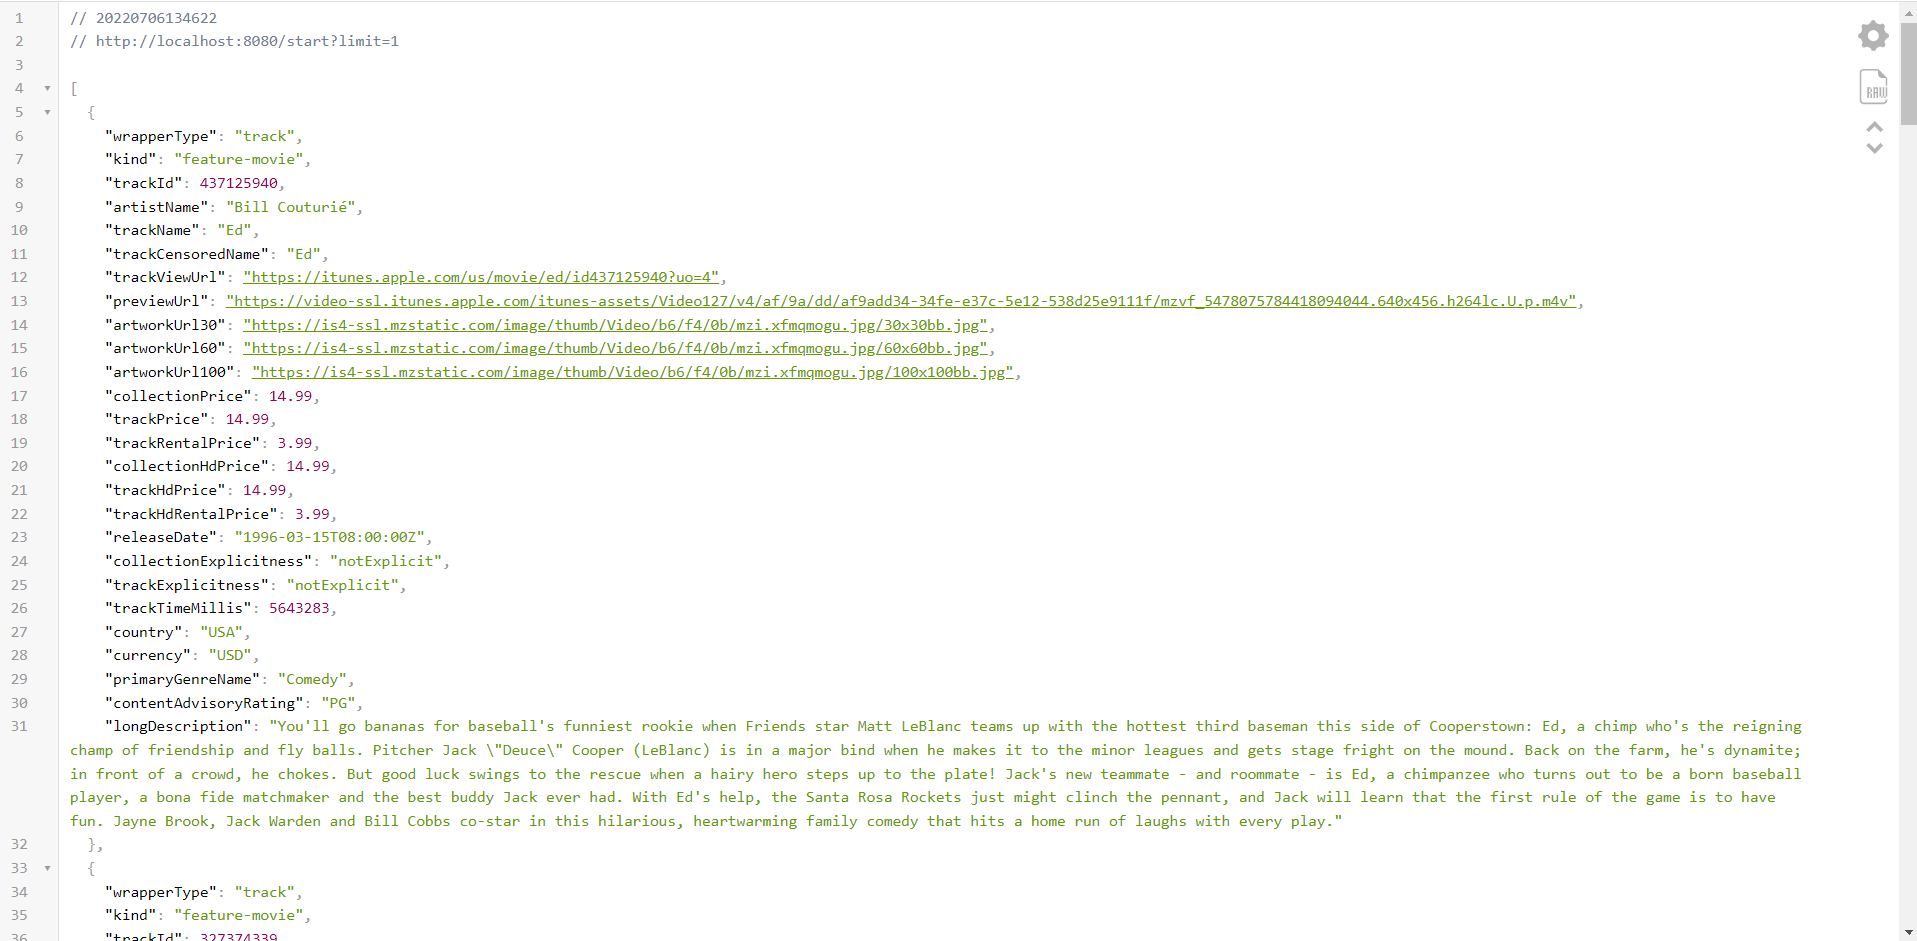 1 // 20220706134622
2 // http://localhost:8080/start?limit=1
3
4 [
5 {
6 "wrapperType": "track",
7 "kind": "feature-movie",
8 "trackId": 437125940,
9 "artistName": "Bill Couturié",
10 "trackName": "Ed",
11 "trackCensoredName": "Ed",
12 "trackViewUrl": "https://itunes.apple.com/us/movie/ed/id437125940?uo=4",
13 "previewUrl": "https://video-ssl.itunes.apple.com/itunes-assets/Video127/v4/af/9a/dd/af9add34-34fe-e37c-5e12-538d25e9111f/mzvf_5478075784418094044.640x456.h264lc.U.p.m4v",
14 "artworkUrl30": "https://is4-ssl.mzstatic.com/image/thumb/Video/b6/f4/0b/mzi.xfmqmogu.jpg/30x30bb.jpg",
15 "artworkUrl60": "https://is4-ssl.mzstatic.com/image/thumb/Video/b6/f4/0b/mzi.xfmqmogu.jpg/60x60bb.jpg",
16 "artworkUrl100": "https://is4-ssl.mzstatic.com/image/thumb/Video/b6/f4/0b/mzi.xfmqmogu.jpg/100x100bb.jpg",
17 "collectionPrice": 14.99,
18 "trackPrice": 14.99,
19 "trackRentalPrice": 3.99,
20 "collectionHdPrice": 14.99,
21 "trackHdPrice": 14.99,
22 "trackHdRentalPrice": 3.99,
23 "releaseDate": "1996-03-15T08:00:00Z",
24 "collectionExplicitness": "notExplicit",
25 "trackExplicitness": "notExplicit",
26 "trackTimeMillis": 5643283,
27 "country": "USA",
28 "currency": "USD",
29 "primaryGenreName": "Comedy",
30 "contentAdvisoryRating": "PG",
31 "longDescription": "You'll go bananas for baseball's funniest rookie when Friends star Matt LeBlanc teams up with the hottest third baseman this side of Cooperstown: Ed, a chimp who's the reigning
champ of friendship and fly balls. Pitcher Jack \"Deuce\" Cooper (LeBlanc) is in a major bind when he makes it to the minor leagues and gets stage fright on the mound. Back on the farm, he's dynamite;
in front of a crowd, he chokes. But good luck swings to the rescue when a hairy hero steps up to the plate! Jack's new teammate - and roommate - is Ed, a chimpanzee who turns out to be a born baseball
player, a bona fide matchmaker and the best buddy Jack ever had. With Ed's help, the Santa Rosa Rockets just might clinch the pennant, and Jack will learn that the first rule of the game is to have
fun. Jayne Brook, Jack Warden and Bill Cobbs co-star in this hilarious, heartwarming family comedy that hits a home run of laughs with every play."
32 },
33 {
34 "wrapperType": "track",
35 "kind": "feature-movie",
36 "trackId": 327374339
RAW